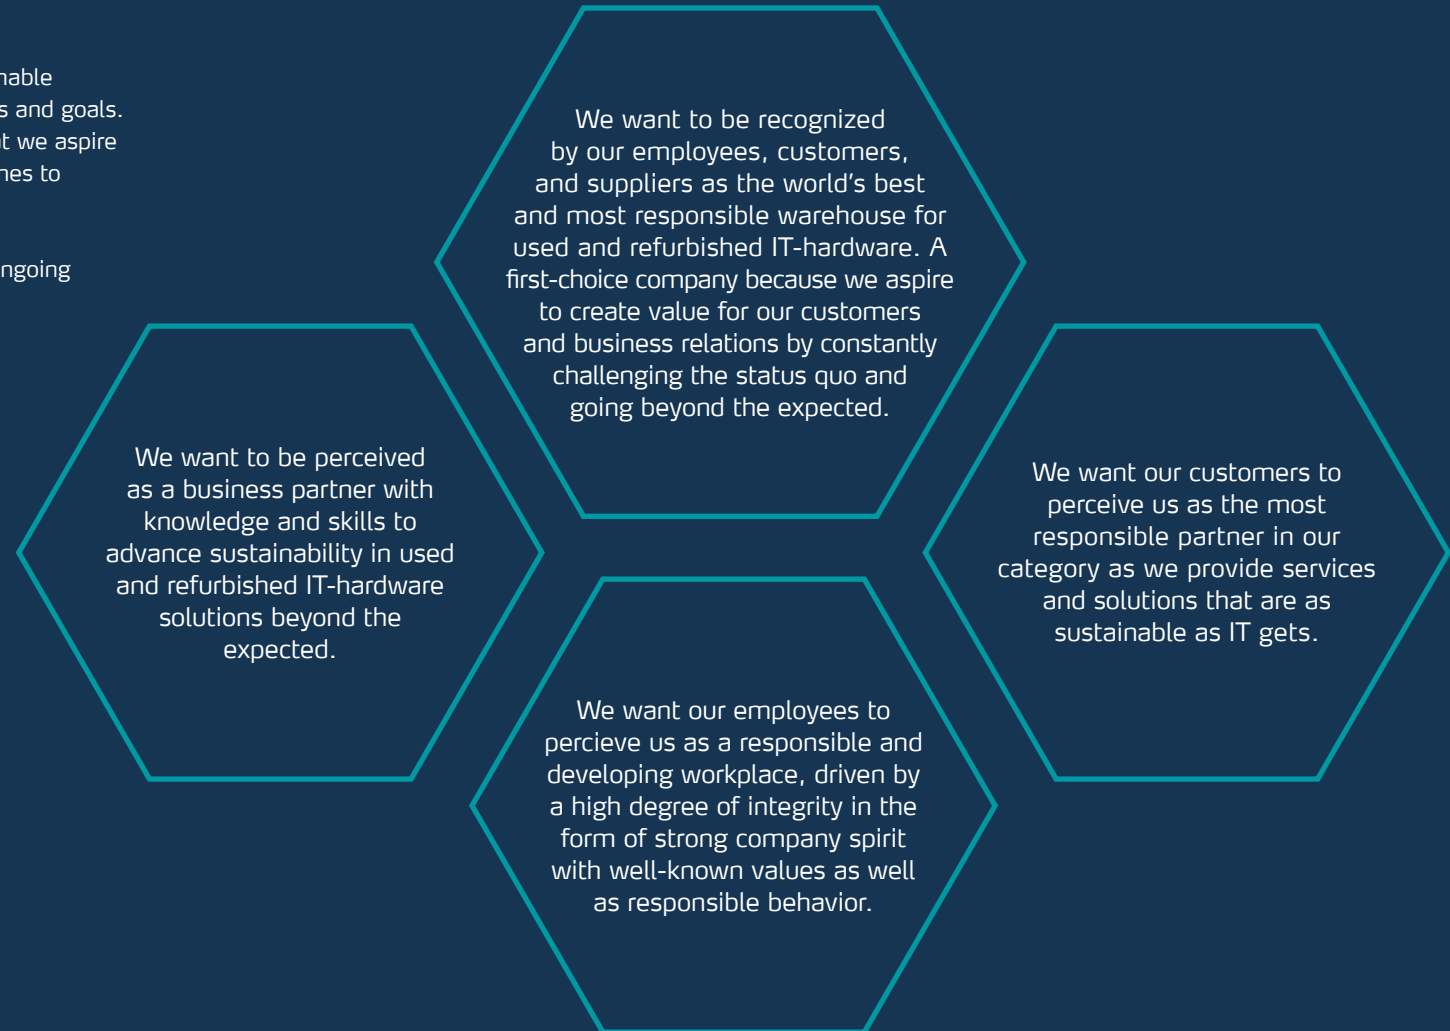 s and goals.
t we aspire
to
We want to be recognized
by our employees, customers,
and suppliers as the world's best
and most responsible warehouse for
used and refurbished IT-hardware. A
first-choice company because we aspire
to create value for our customers
and business relations by constantly
challenging the status quo and
going beyond the expected.
We want to be perceived
as a business partner with
knowledge and skills to
advance sustainability in used
and refurbished IT-hardware
solutions beyond the
expected.
We want our customers to
perceive us as the most
responsible partner in our
category as we provide services
and solutions that are as
sustainable as IT gets.
We want our employees to
percieve us as a responsible and
developing workplace, driven by
a high degree of integrity in the
form of strong company spirit
with well-known values as well
as responsible behavior.